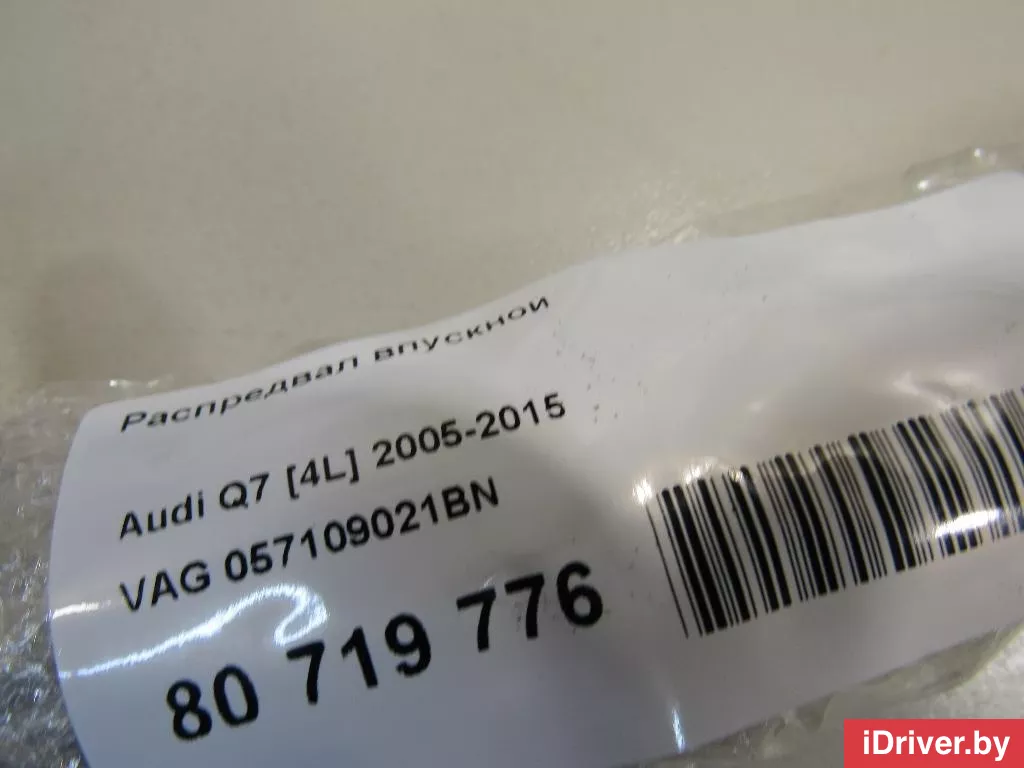 Распредвал впускной
Audi Q7 [4L] 2005-2015
VAG 057109021BN
80 719 776
iDriver.by